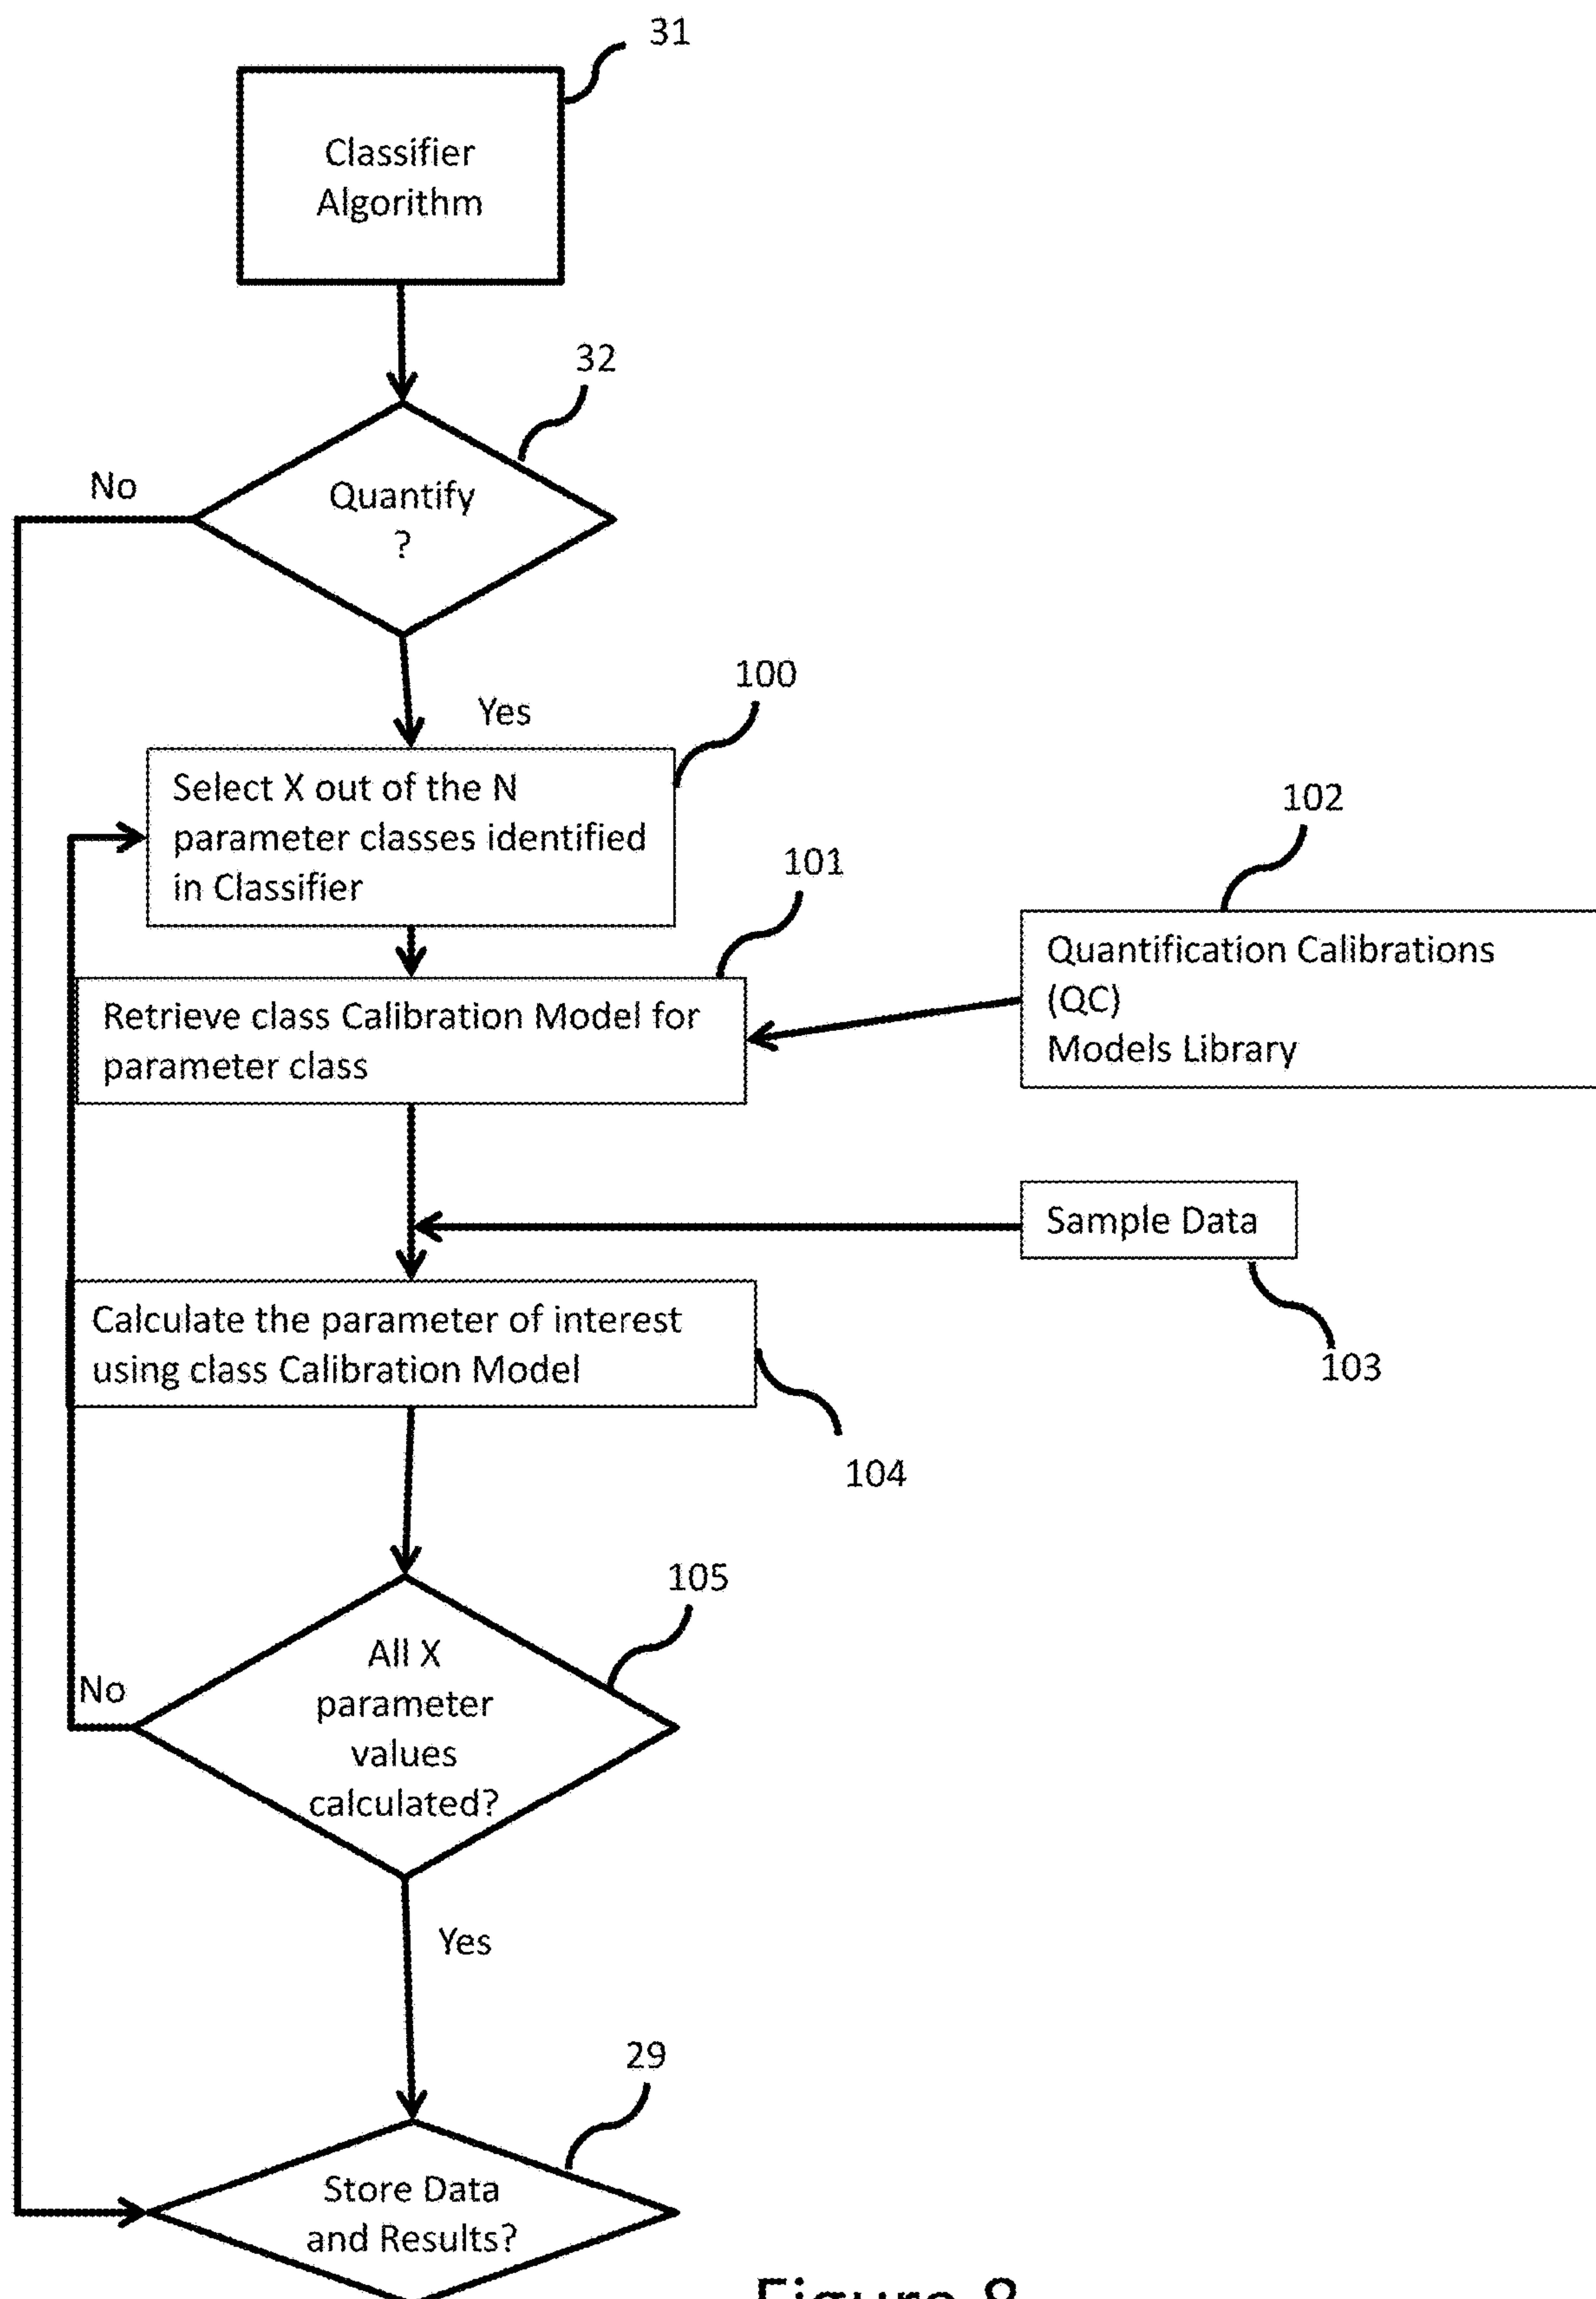 31
Classifier
Algorithm
32
No
Quantify
?
Yes
100
Select X out of the N
parameter classes identified
in Classifier
101
Retrieve class Calibration Model for
parameter class
102
Quantification Calibrations
(QC)
Models Library
Sample Data
103
Calculate the parameter of interest
using class Calibration Model
104
105
All X
parameter
values
calculated?
No
Yes
29
Store Data
and Results?
Figure 8